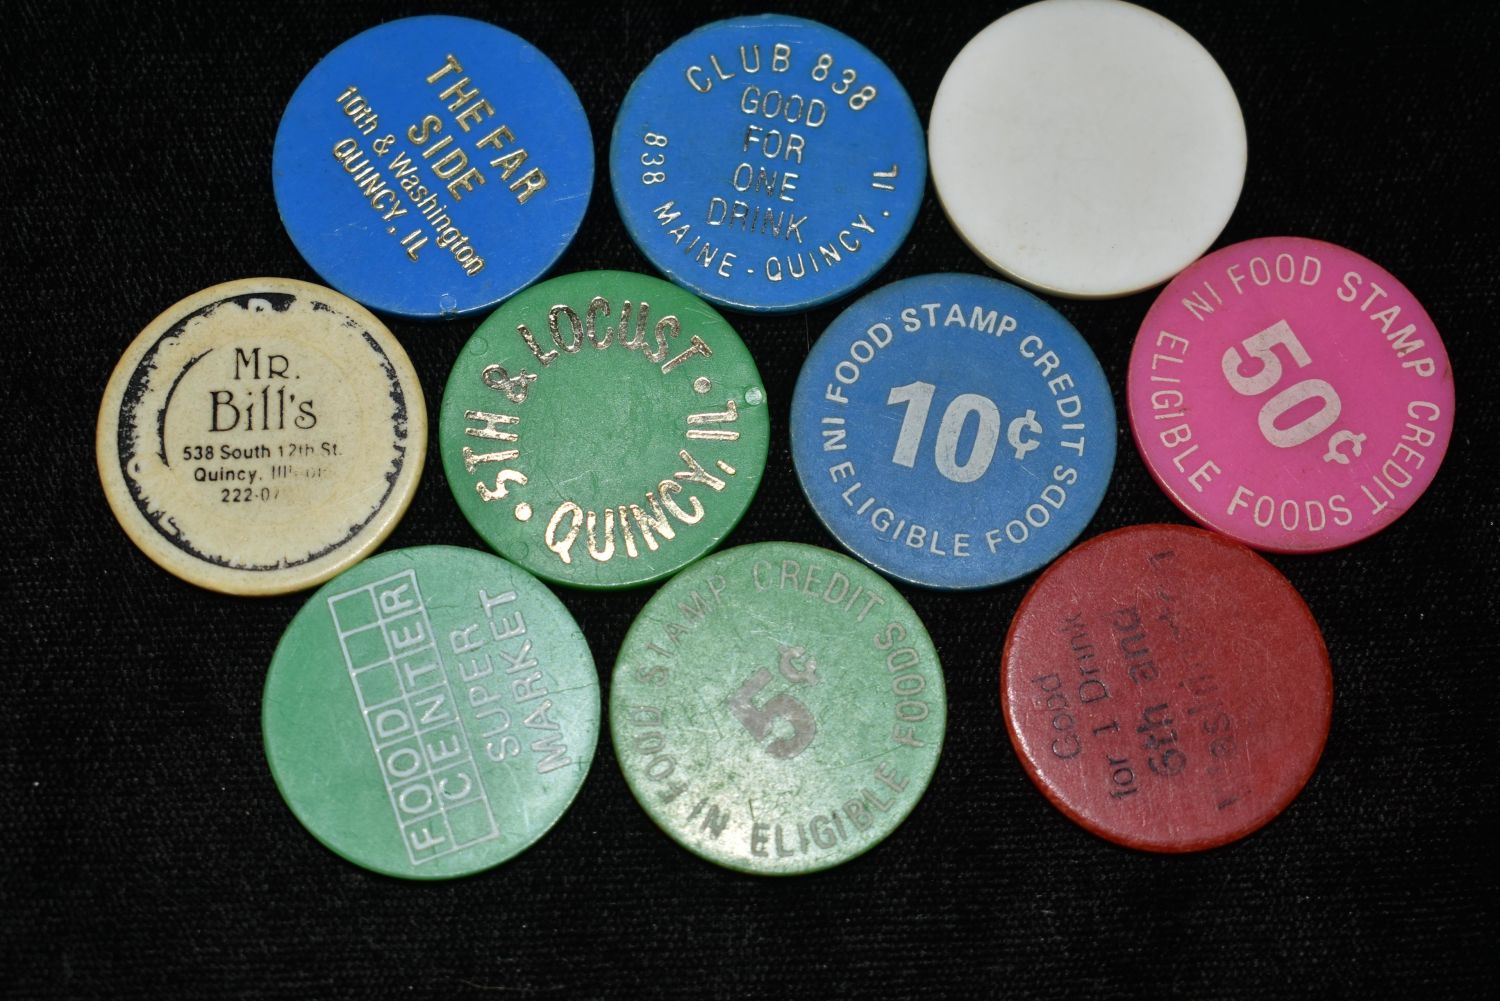 THE FAR
SIDE
10th & Washington
QUINCY, IL
CLUB 838
GOOD
FOR
ONE
DRINK
838 MAINE - QUINCY, IL
MR.
Bill's
538 South 12th St.
Quincy,
222-07
5TH & LOCUST
• QUINCY, IL •
FOOD STAMP CREDIT
10¢
IN ELIGIBLE FOODS
FOOD STAMP CREDIT
50¢
IN ELIGIBLE FOODS
FOOD
CENTER
SUPER
MARKET
FOOD STAMP CREDIT
5¢
IN ELIGIBLE FOODS
Good
for 1 Drink
6th and